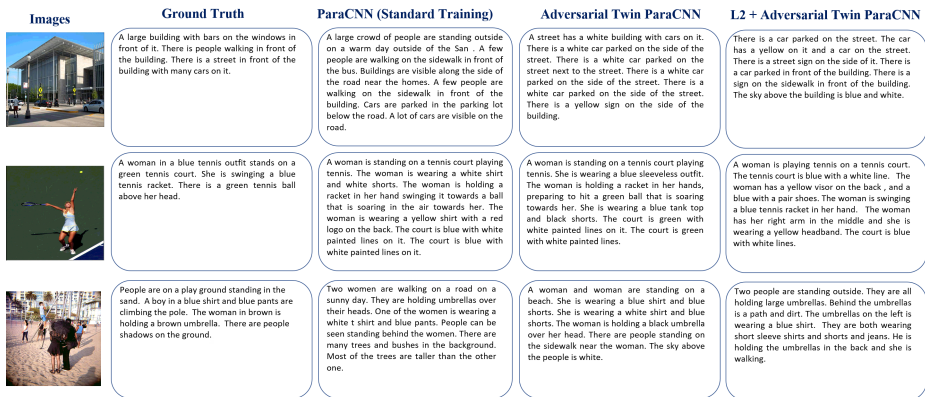 Images
Ground Truth
ParaCNN (Standard Training)
Adversarial Twin ParaCNN
L2 + Adversarial Twin ParaCNN
A large building with bars on the windows in
front of it. There is people walking in front of
the building. There is a street in front of the
building with many cars on it.
A large crowd of people are standing outside
on a warm day outside of the San . A few
people are walking on the sidewalk in front of
the bus. Buildings are visible along the side of
the road near the homes. A few people are
walking on the sidewalk in front of the
building. Cars are parked in the parking lot
below the road. A lot of cars are visible on the
road.
A street has a white building with cars on it.
There is a white car parked on the side of the
street. There is a white car parked on the
street next to the street. There is a white car
parked on the side of the street. There is a
white car parked on the side of the street.
There is a yellow sign on the side of the
building.
There is a car parked on the street. The car
has a yellow on it and a car on the street.
There is a street sign on the side of it. There is
a car parked in front of the building. There is a
sign on the sidewalk in front of the building.
The sky above the building is blue and white.
A woman in a blue tennis outfit stands on a
green tennis court. She is swinging a blue
tennis racket. There is a green tennis ball
above her head.
A woman is standing on a tennis court playing
tennis. The woman is wearing a white shirt
and white shorts. The woman is holding a
racket in her hand swinging it towards a ball
that is soaring in the air towards her. The
woman is wearing a yellow shirt with a red
logo on the back. The court is blue with white
painted lines on it. The court is blue with
white painted lines on it.
A woman is standing on a tennis court playing
tennis. She is wearing a blue sleeveless outfit.
The woman is holding a racket in her hands,
preparing to hit a green ball that is soaring
towards her. She is wearing a blue tank top
and black shorts. The court is green with
white painted lines on it. The court is green
with white painted lines.
A woman is playing tennis on a tennis court.
The tennis court is blue with a white line. The
woman has a yellow visor on the back , and a
blue with a pair shoes. The woman is swinging
a blue tennis racket in her hand. The woman
has her right arm in the middle and she is
wearing a yellow headband. The court is blue
with white lines.
People are on a play ground standing in the
sand. A boy in a blue shirt and blue pants are
climbing the pole. The woman in brown is
holding a brown umbrella. There are people
shadows on the ground.
Two women are walking on a road on a
sunny day. They are holding umbrellas over
their heads. One of the women is wearing a
white t shirt and blue pants. People can be
seen standing behind the women. There are
many trees and bushes in the background.
Most of the trees are taller than the other
one.
A woman and woman are standing on a
beach. She is wearing a blue shirt and blue
shorts. She is wearing a white shirt and blue
shorts. The woman is holding a black umbrella
over her head. There are people standing on
the sidewalk near the woman. The sky above
the people is white.
Two people are standing outside. They are all
holding large umbrellas. Behind the umbrellas
is a path and dirt. The umbrellas on the left is
wearing a blue shirt. They are both wearing
short sleeve shirts and shorts and jeans. He is
holding the umbrellas in the back and she is
walking.